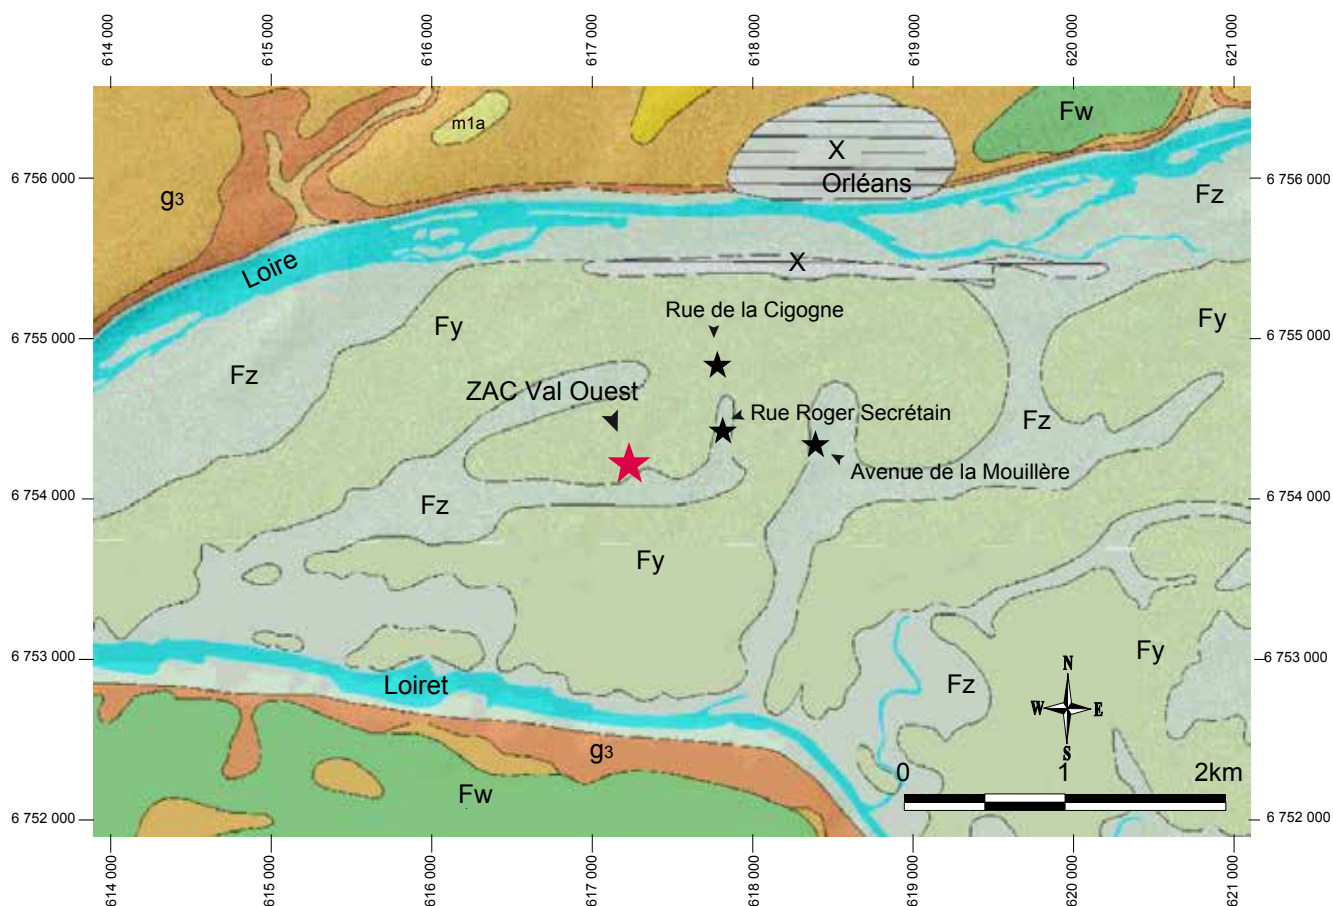 614 000
615 000
616 000
617 000
618 000
619 000
620 000
621 000
Fw
m1a
X
6 756 000
Orléans
6 756 000
g3
Fz
Loire
X
Rue de la Cigogne
Fy
Fy
6 755 000
6 755 000
Fz
ZAC Val Ouest
Rue Roger Secrétain
Fz
Avenue de la Mouillère
6 754 000
6 754 000
Fz
Fy
6 753 000
Fy
6 753 000
Loiret
Fz
N
W
E
S
g3
0
1
2km
Fw
6 752 000
6 752 000
614 000
615 000
616 000
617 000
618 000
619 000
620 000
621 000